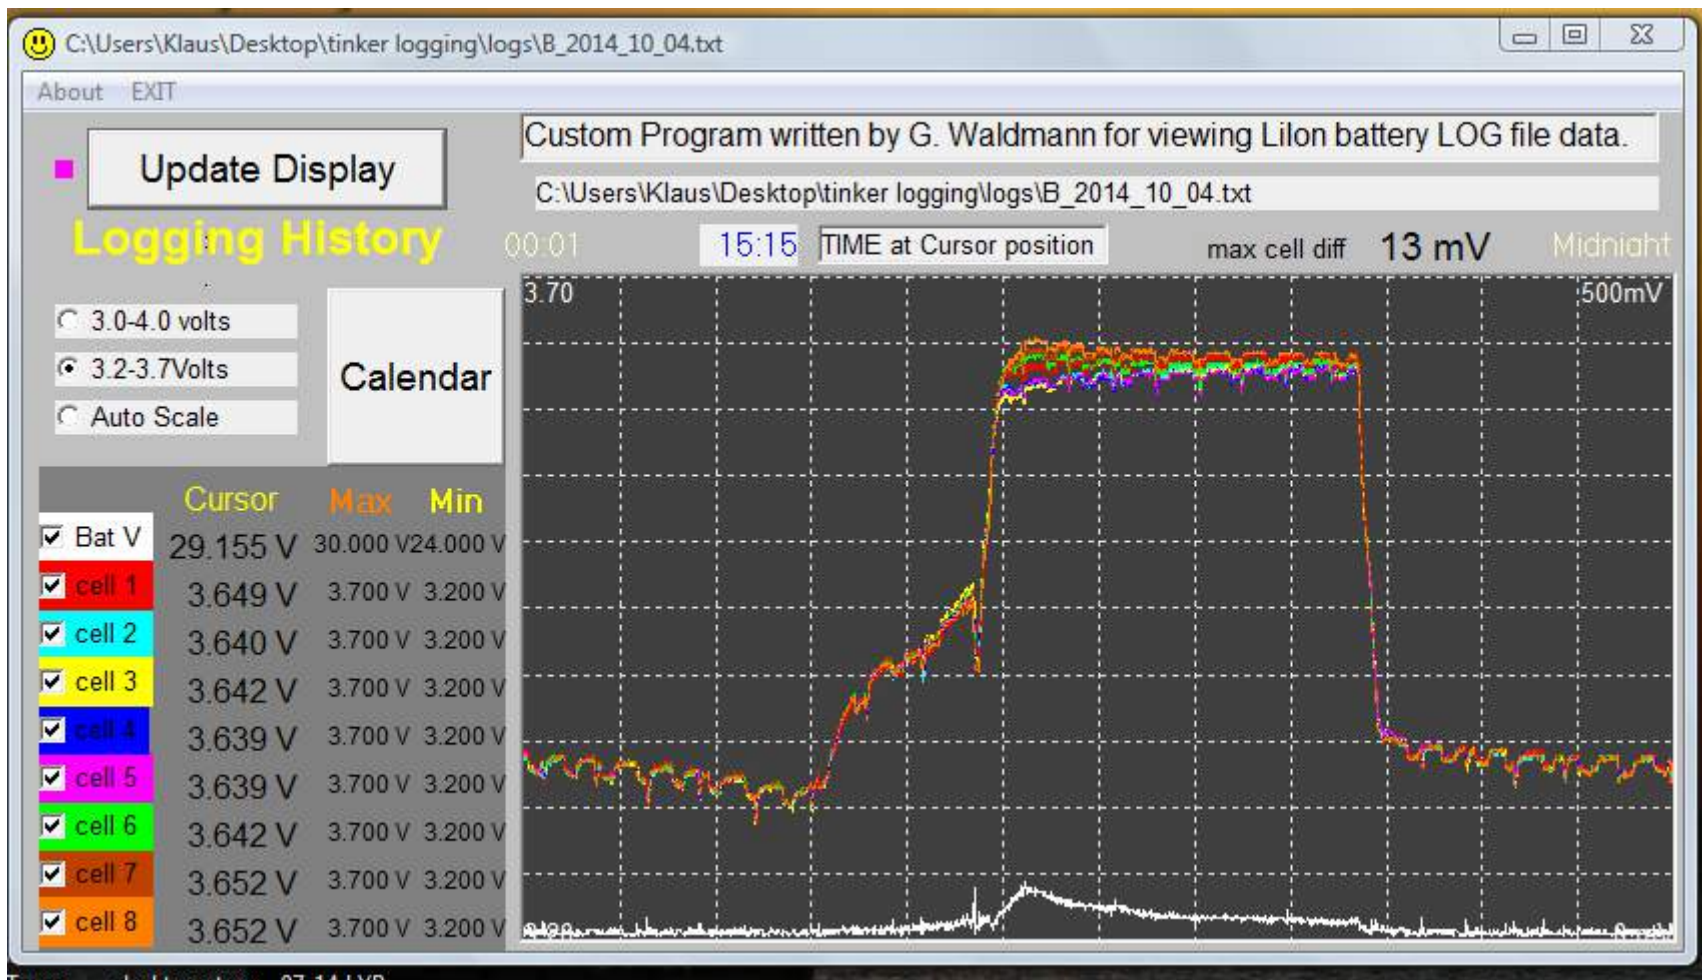 C:\Users\Klaus\Desktop\tinker logging\logs\B_2014_10_04.txt
About EXIT
Update Display
Custom Program written by G. Waldmann for viewing LiIon battery LOG file data.
C:\Users\Klaus\Desktop\tinker logging\logs\B_2014_10_04.txt
Logging History
00:01 15:15 TIME at Cursor position max cell diff 13 mV Midnight
3.70 500mV
3.0-4.0 volts
3.2-3.7Volts
Auto Scale
Calendar
Cursor Max Min
Bat V 29.155 V 30.000 V 24.000 V
cell 1 3.649 V 3.700 V 3.200 V
cell 2 3.640 V 3.700 V 3.200 V
cell 3 3.642 V 3.700 V 3.200 V
cell 4 3.639 V 3.700 V 3.200 V
cell 5 3.639 V 3.700 V 3.200 V
cell 6 3.642 V 3.700 V 3.200 V
cell 7 3.652 V 3.700 V 3.200 V
cell 8 3.652 V 3.700 V 3.200 V